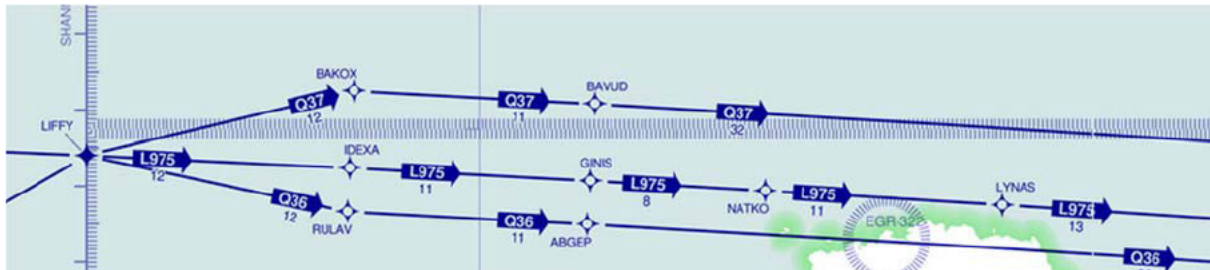 SHANN
BAKOX
Q37
12
Q37
11
BAVUD
Q37
32
LIFFY
L975
12
IDEXA
L975
11
GINIS
L975
8
NATKO
L975
11
LYNAS
L975
13
Q36
12
RULAV
Q36
11
ABGEP
EGR 322
Q36